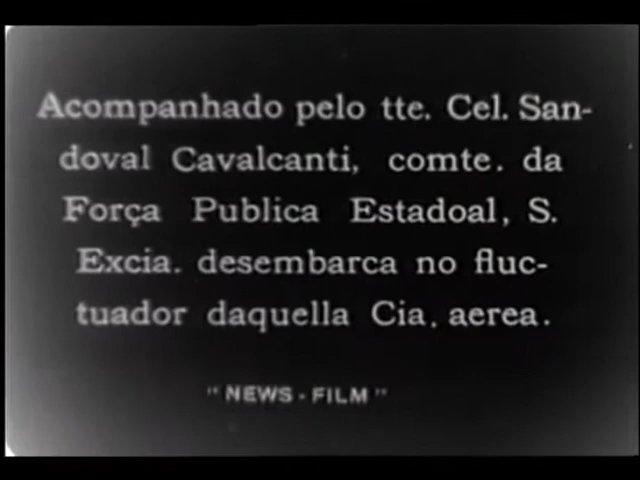 Acompanhado pelo tte. Cel. San-
doval Cavalcanti, comte. da
Força Publica Estadoal, S.
Excia. desembarca no fluc-
tuador daquella Cia. aerea.
"NEWS-FILM"